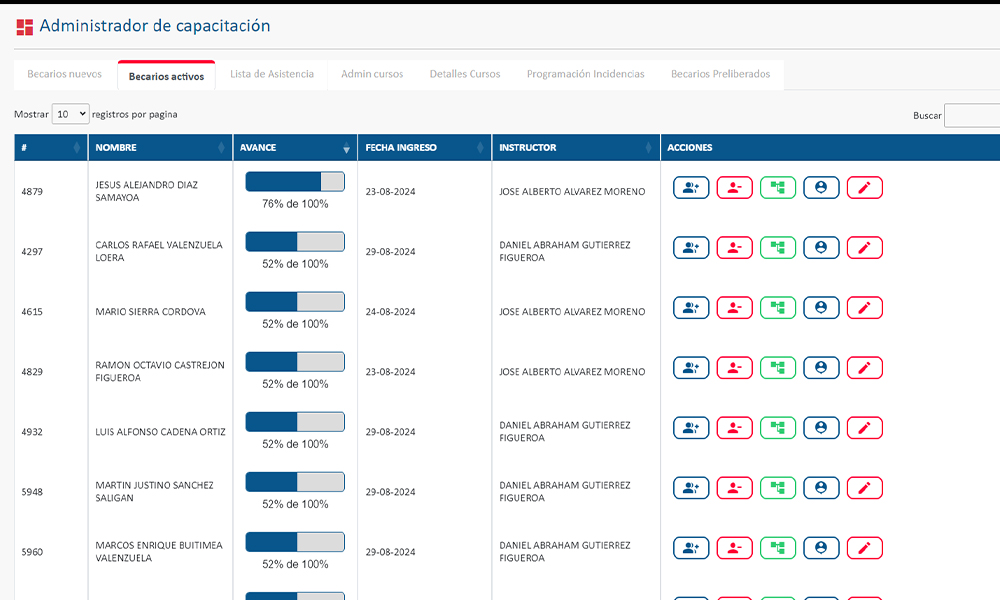 Administrador de capacitación
Becarios nuevos
Becarios activos
Lista de Asistencia
Admin cursos
Detalles Cursos
Programación Incidencias
Becarios Preliberados
Mostrar 10 registros por pagina
Buscar
# NOMBRE AVANCE FECHA INGRESO INSTRUCTOR ACCIONES
4879
JESUS ALEJANDRO DIAZ
SAMAYOA
76% de 100%
23-08-2024
JOSE ALBERTO ALVAREZ MORENO
4297
CARLOS RAFAEL VALENZUELA
LOERA
52% de 100%
29-08-2024
DANIEL ABRAHAM GUTIERREZ
FIGUEROA
4615
MARIO SIERRA CORDOVA
52% de 100%
24-08-2024
JOSE ALBERTO ALVAREZ MORENO
4829
RAMON OCTAVIO CASTREJON
FIGUEROA
52% de 100%
23-08-2024
JOSE ALBERTO ALVAREZ MORENO
4932
LUIS ALFONSO CADENA ORTIZ
52% de 100%
29-08-2024
DANIEL ABRAHAM GUTIERREZ
FIGUEROA
5948
MARTIN JUSTINO SANCHEZ
SALIGAN
52% de 100%
29-08-2024
DANIEL ABRAHAM GUTIERREZ
FIGUEROA
5960
MARCOS ENRIQUE BUITIMEA
VALENZUELA
52% de 100%
29-08-2024
DANIEL ABRAHAM GUTIERREZ
FIGUEROA